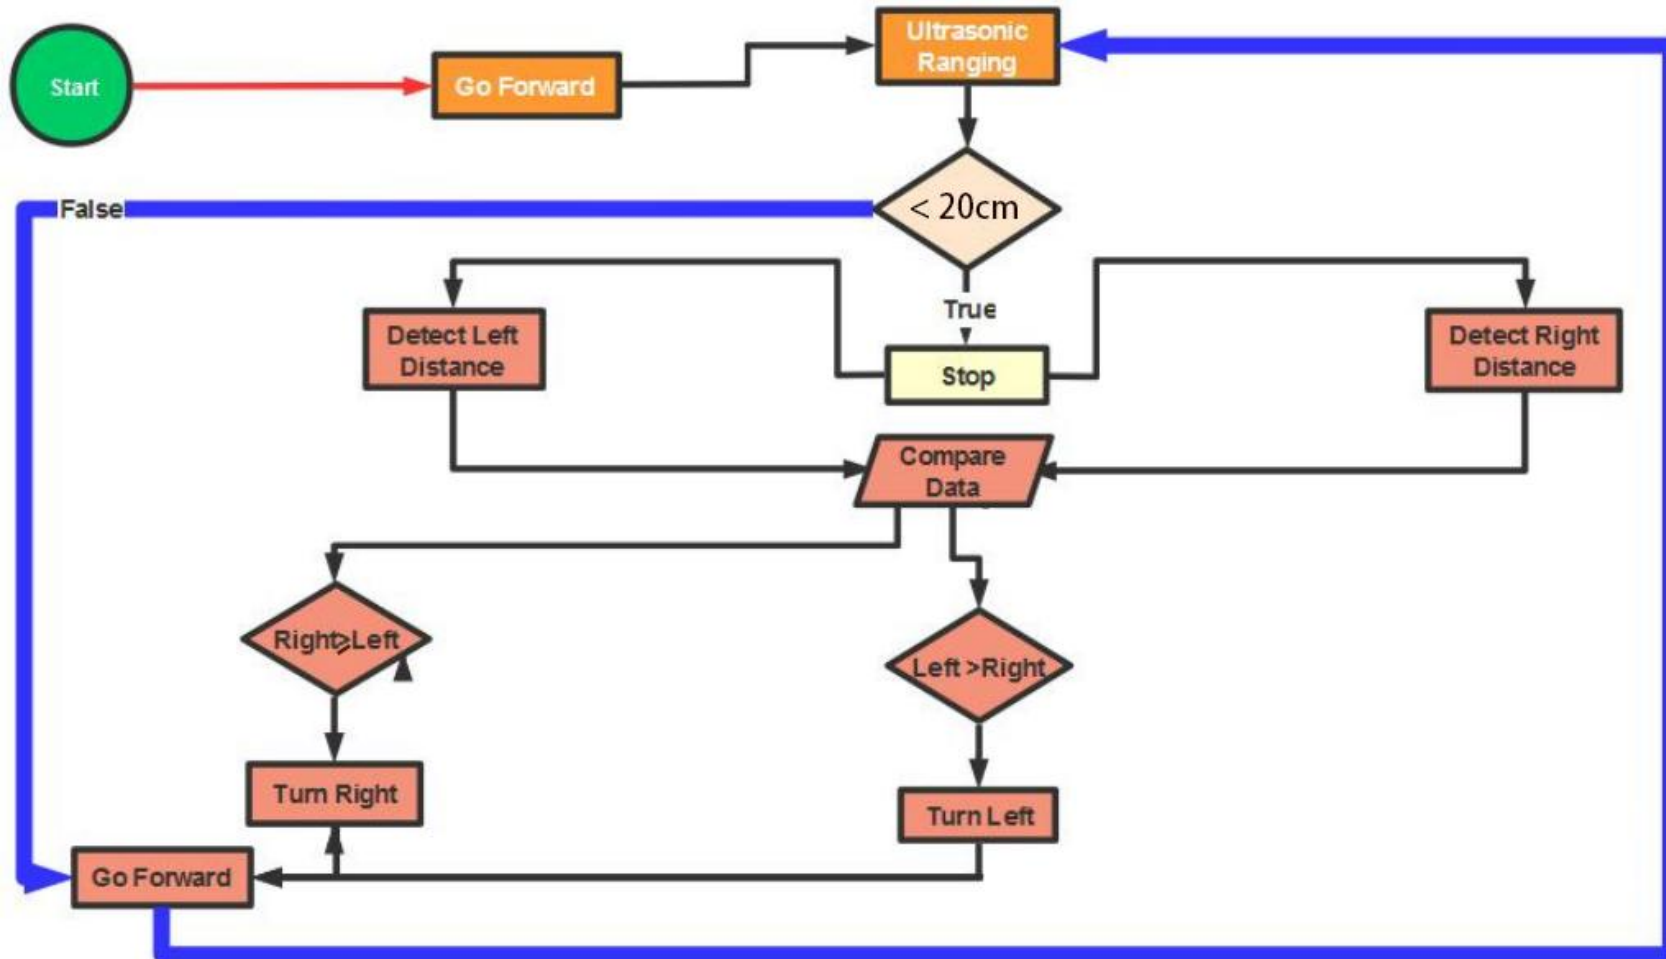 Start
Go Forward
Ultrasonic
Ranging
False
< 20cm
True
Detect Left
Distance
Stop
Detect Right
Distance
Compare
Data
Right>Left
Left >Right
Turn Right
Turn Left
Go Forward